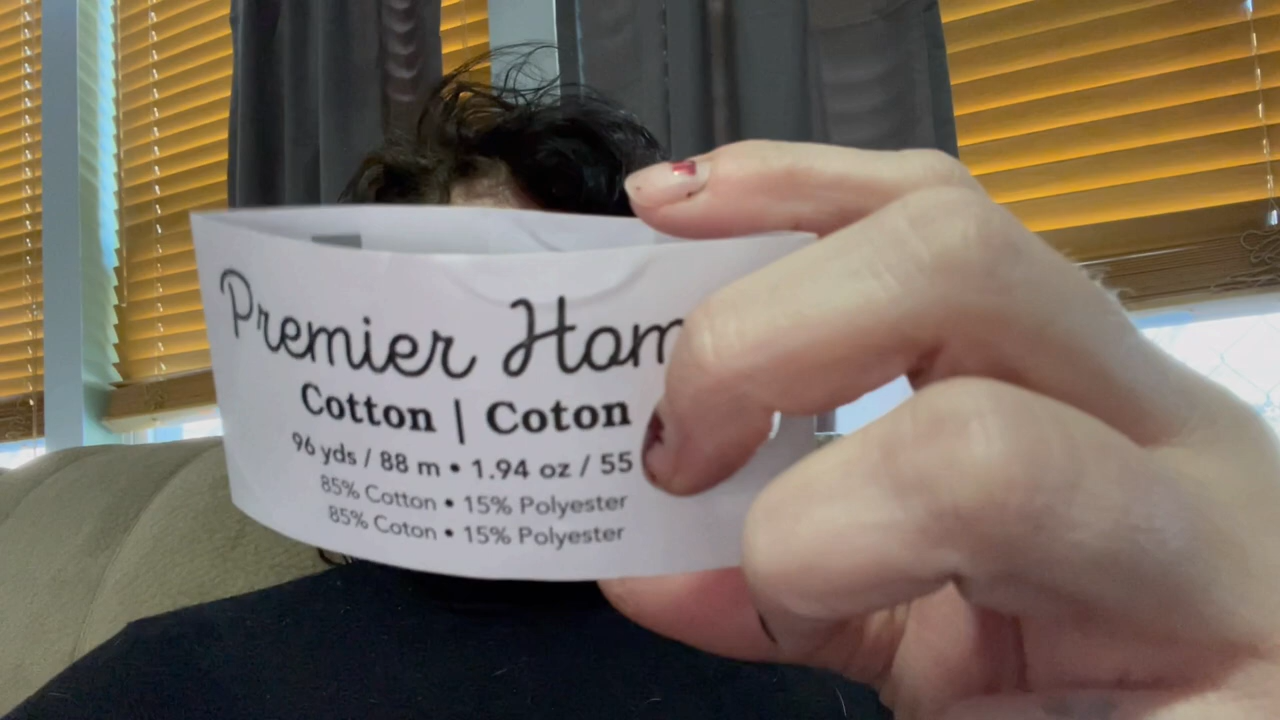 Premier Hom
Cotton | Coton
96 yds / 88 m • 1.94 oz / 55
85% Cotton • 15% Polyester
85% Coton • 15% Polyester